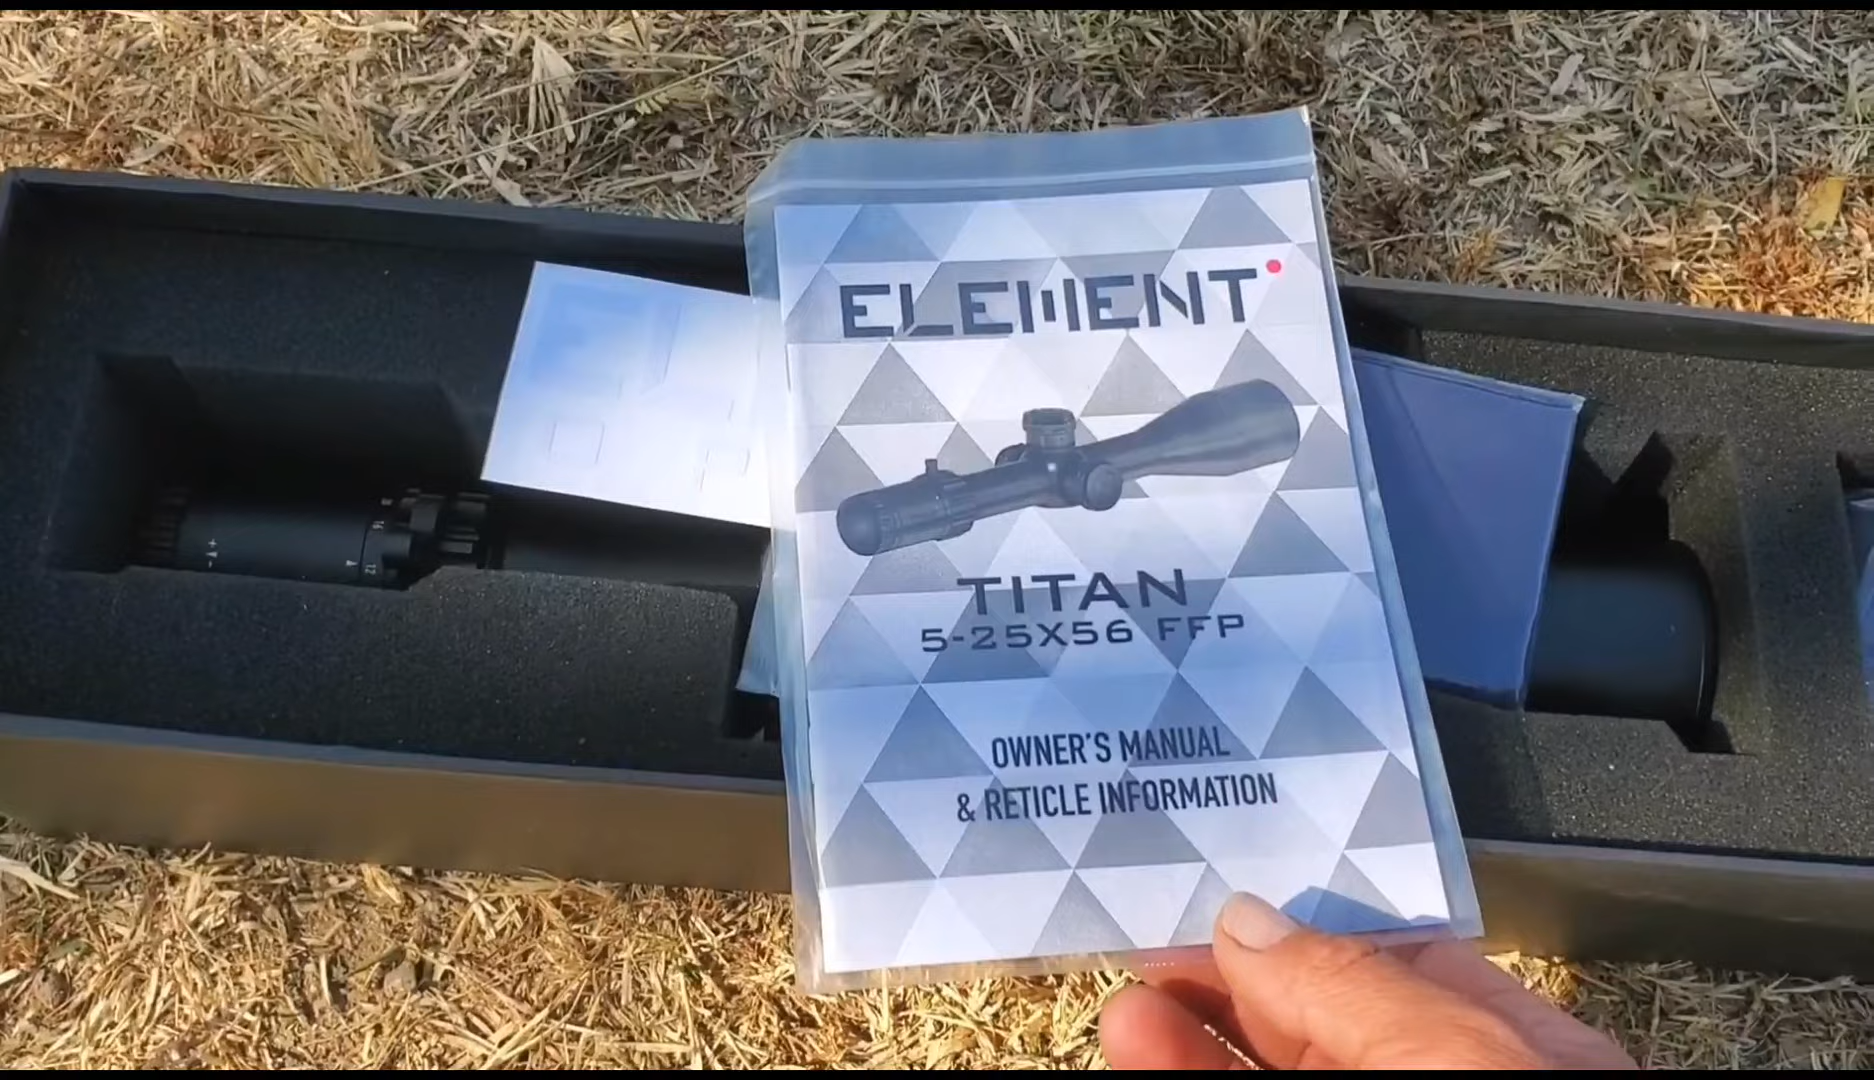 ELEMENT
TITAN
5-25X56 FFP
OWNER'S MANUAL
& RETICLE INFORMATION